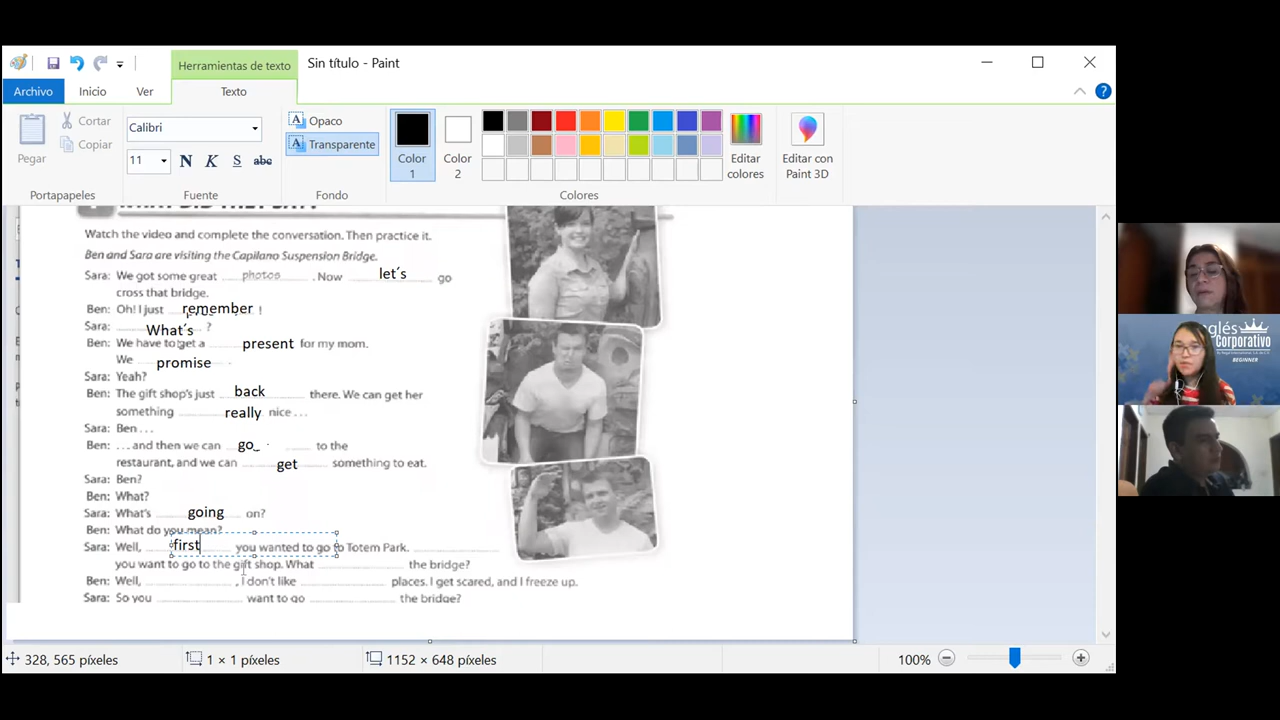 Herramientas de texto
Sin título - Paint
Archivo
Inicio
Ver
Texto
Pegar
Cortar
Copiar
Portapapeles
Calibri
11
N K S abc
Fuente
Opaco
Transparente
Fondo
Color 1
Color 2
Editar colores
Editar con Paint 3D
Colores
Watch the video and complete the conversation. Then practice it.
Ben and Sara are visiting the Capilano Suspension Bridge.
Sara: We got some great photos. Now let´s go
cross that bridge.
Ben: Oh! I just remember !
Sara: What´s ?
Ben: We have to get a present for my mom.
We promise
Sara: Yeah?
Ben: The gift shop's just back there. We can get her
something really nice . . .
Sara: Ben . . .
Ben: . . . and then we can go to the
restaurant, and we can get something to eat.
Sara: Ben?
Ben: What?
Sara: What's going on?
Ben: What do you mean?
Sara: Well, first you wanted to go to Totem Park.
you want to go to the gift shop. What the bridge?
Ben: Well, , I don't like places. I get scared, and I freeze up.
Sara: So you want to go the bridge?
328, 565 píxeles
1 × 1 píxeles
1152 × 648 píxeles
100%
Inglés
Corporativo
BEGINNER